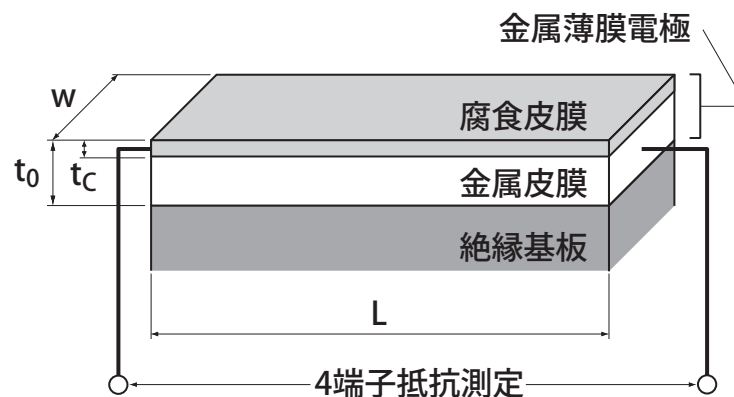 金属薄膜電極
w
腐食皮膜
t0
tC
金属皮膜
絶縁基板
L
4端子抵抗測定